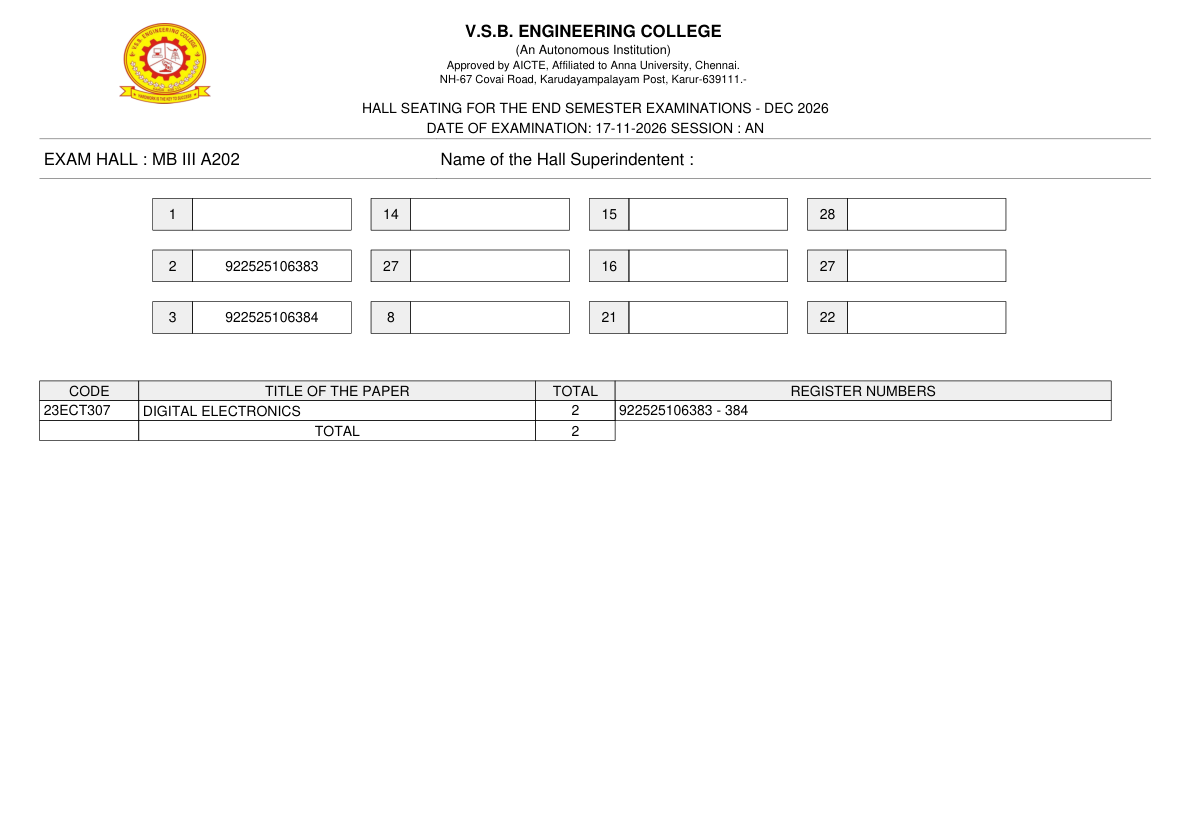 V.S.B. ENGINEERING COLLEGE
(An Autonomous Institution)
Approved by AICTE, Affiliated to Anna University, Chennai.
NH-67 Covai Road, Karudayampalayam Post, Karur-639111.-
HALL SEATING FOR THE END SEMESTER EXAMINATIONS - DEC 2026
DATE OF EXAMINATION: 17-11-2026 SESSION : AN
EXAM HALL : MB III A202 Name of the Hall Superintendent :
1 14 15 28
2 922525106383 27 16 27
3 922525106384 8 21 22
CODE TITLE OF THE PAPER TOTAL REGISTER NUMBERS
23ECT307 DIGITAL ELECTRONICS 2 922525106383 - 384
TOTAL 2